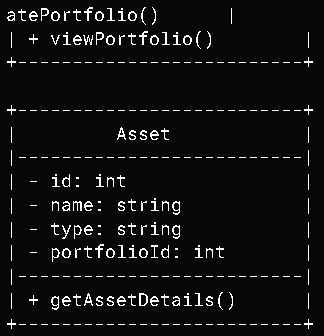 atePortfolio()      |
| + viewPortfolio()        |
+--------------------------+

+--------------------------+
|         Asset            |
|--------------------------|
| - id: int                |
| - name: string           |
| - type: string           |
| - portfolioId: int       |
|--------------------------|
| + getAssetDetails()      |
+--------------------------+